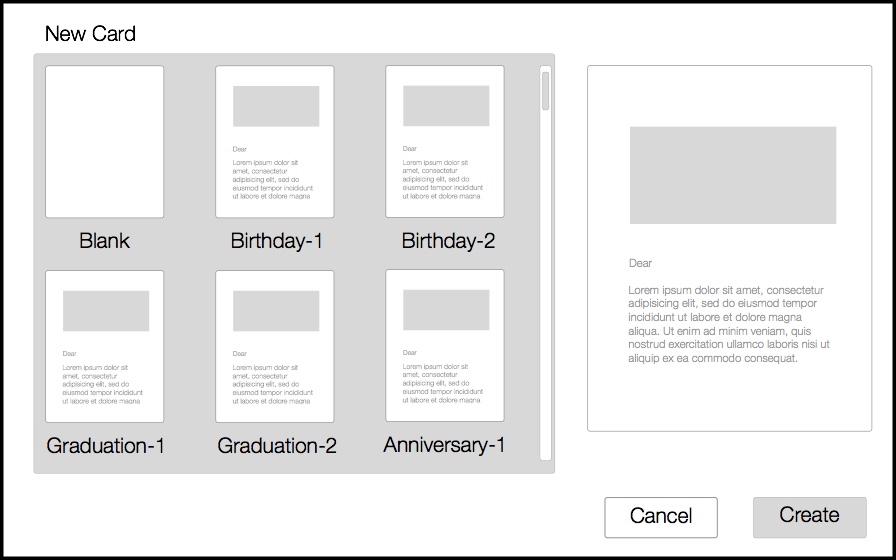 New Card
Dear
Lorem ipsum dolor sit
amet, consectetur
adipisicing elit, sed do
eiusmod tempor incididunt
ut labore et dolore magna
Dear
Lorem ipsum dolor sit
amet, consectetur
adipisicing elit, sed do
eiusmod tempor incididunt
ut labore et dolore magna
Blank
Birthday-1
Birthday-2
Dear
Lorem ipsum dolor sit
amet, consectetur
adipisicing elit, sed do
eiusmod tempor incididunt
ut labore et dolore magna
Dear
Lorem ipsum dolor sit
amet, consectetur
adipisicing elit, sed do
eiusmod tempor incididunt
ut labore et dolore magna
Dear
Lorem ipsum dolor sit
amet, consectetur
adipisicing elit, sed do
eiusmod tempor incididunt
ut labore et dolore magna
Graduation-1
Graduation-2
Anniversary-1
Dear
Lorem ipsum dolor sit amet, consectetur
adipisicing elit, sed do eiusmod tempor
incididunt ut labore et dolore magna
aliqua. Ut enim ad minim veniam, quis
nostrud exercitation ullamco laboris nisi ut
aliquip ex ea commodo consequat.
Cancel
Create